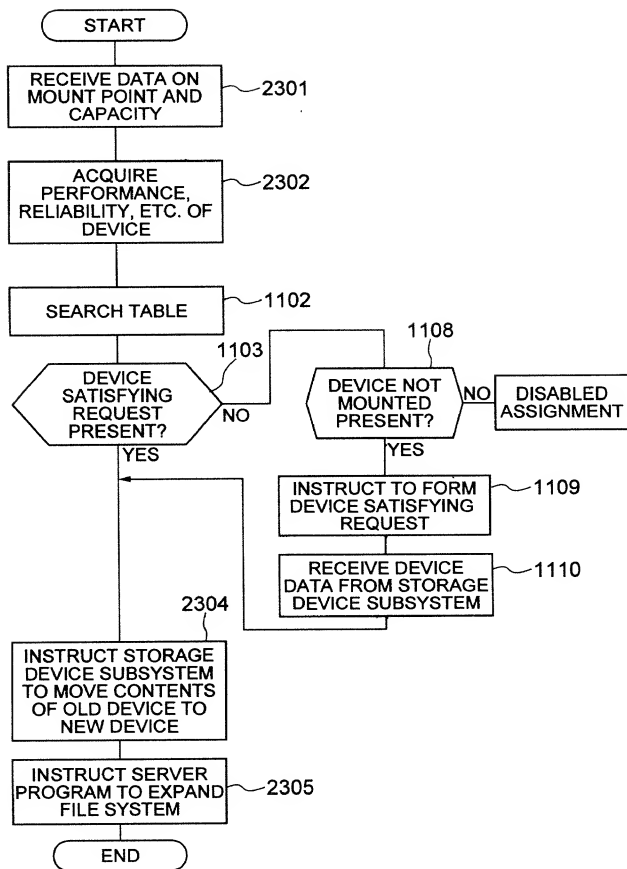 START
RECEIVE DATA ON
MOUNT POINT AND
CAPACITY
2301
ACQUIRE
PERFORMANCE,
RELIABILITY, ETC. OF
DEVICE
2302
SEARCH TABLE
1102
1103
DEVICE
SATISFYING
REQUEST
PRESENT?
NO
YES
1108
DEVICE NOT
MOUNTED
PRESENT?
NO
YES
DISABLED
ASSIGNMENT
INSTRUCT TO FORM
DEVICE SATISFYING
REQUEST
1109
RECEIVE DEVICE
DATA FROM STORAGE
DEVICE SUBSYSTEM
1110
2304
INSTRUCT STORAGE
DEVICE SUBSYSTEM
TO MOVE CONTENTS
OF OLD DEVICE TO
NEW DEVICE
INSTRUCT SERVER
PROGRAM TO EXPAND
FILE SYSTEM
2305
END